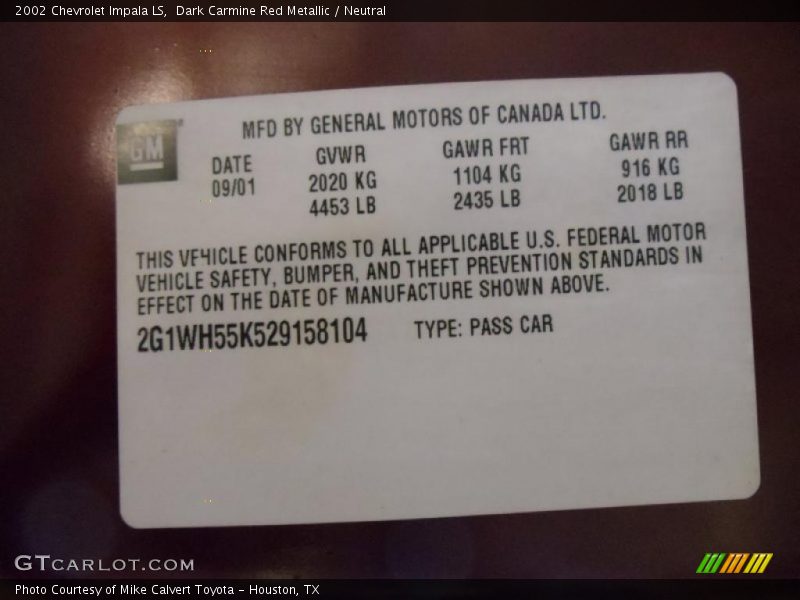 2002 Chevrolet Impala LS,  Dark Carmine Red Metallic / Neutral
GM
MFD BY GENERAL MOTORS OF CANADA LTD.
DATE GVWR GAWR FRT GAWR RR
09/01 2020 KG 1104 KG 916 KG
4453 LB 2435 LB 2018 LB
THIS VEHICLE CONFORMS TO ALL APPLICABLE U.S. FEDERAL MOTOR
VEHICLE SAFETY, BUMPER, AND THEFT PREVENTION STANDARDS IN
EFFECT ON THE DATE OF MANUFACTURE SHOWN ABOVE.
2G1WH55K529158104 TYPE: PASS CAR
GTCARLOT.COM
Photo Courtesy of Mike Calvert Toyota - Houston, TX